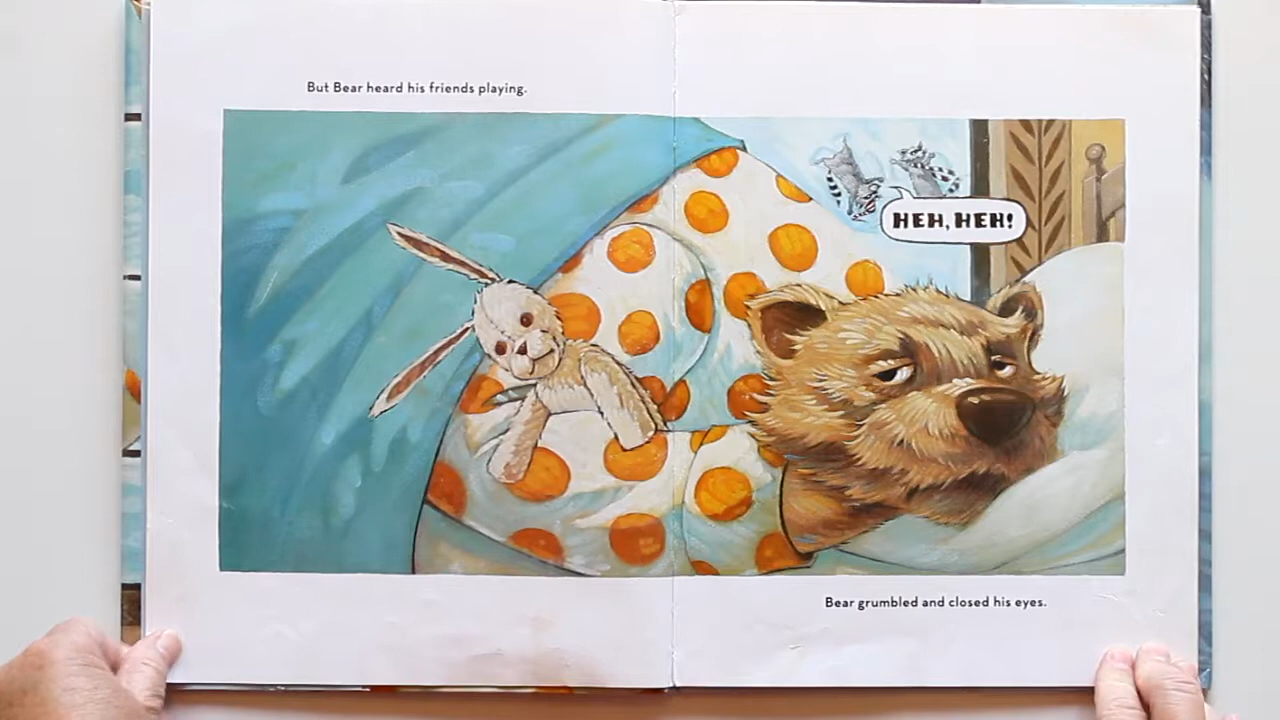 But Bear heard his friends playing.
HEH, HEH!
Bear grumbled and closed his eyes.